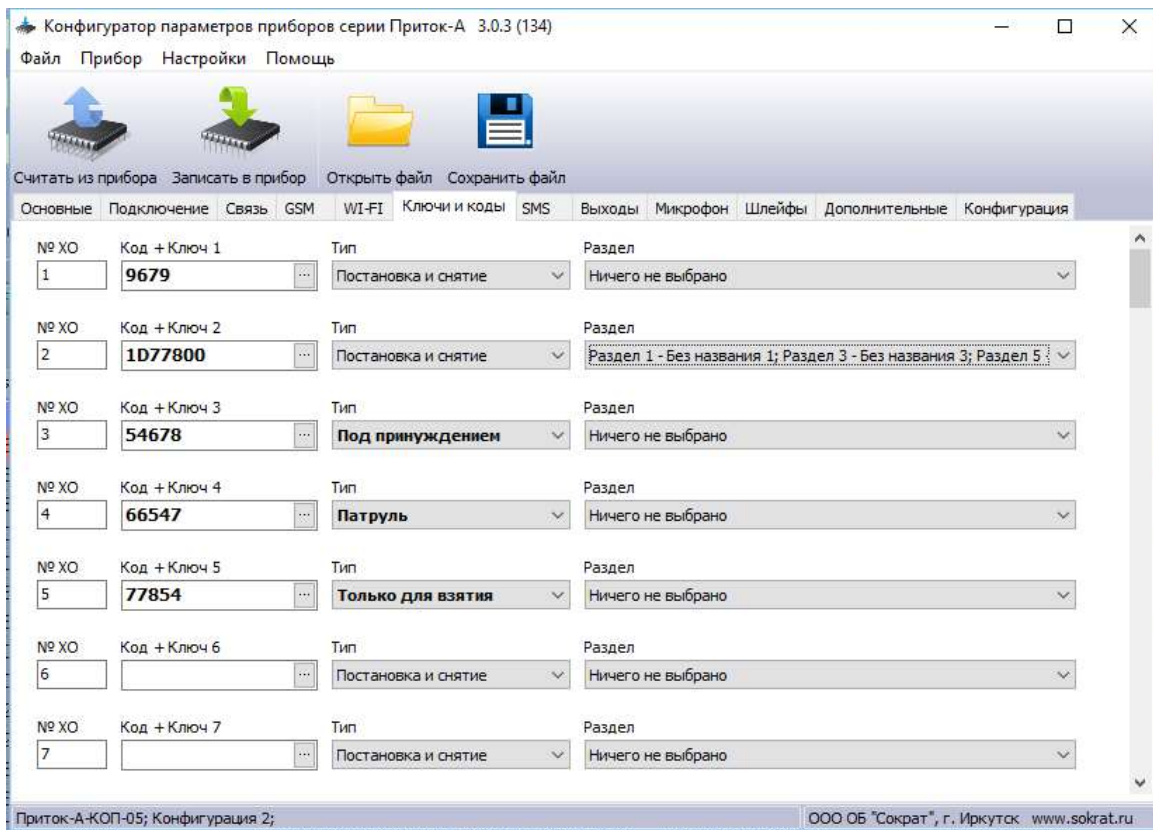 Конфигуратор параметров приборов серии Приток-А 3.0.3 (134)
Файл Прибор Настройки Помощь
Считать из прибора Записать в прибор Открыть файл Сохранить файл
Основные Подключение Связь GSM WI-FI Ключи и коды SMS Выходы Микрофон Шлейфы Дополнительные Конфигурация
№ ХО Код + Ключ 1 Тип Раздел
1 9679 ... Постановка и снятие Ничего не выбрано
№ ХО Код + Ключ 2 Тип Раздел
2 1D77800 ... Постановка и снятие Раздел 1 - Без названия 1; Раздел 3 - Без названия 3; Раздел 5 -
№ ХО Код + Ключ 3 Тип Раздел
3 54678 ... Под принуждением Ничего не выбрано
№ ХО Код + Ключ 4 Тип Раздел
4 66547 ... Патруль Ничего не выбрано
№ ХО Код + Ключ 5 Тип Раздел
5 77854 ... Только для взятия Ничего не выбрано
№ ХО Код + Ключ 6 Тип Раздел
6 ... Постановка и снятие Ничего не выбрано
№ ХО Код + Ключ 7 Тип Раздел
7 ... Постановка и снятие Ничего не выбрано
Приток-А-КОП-05; Конфигурация 2; ООО ОБ "Сократ", г. Иркутск www.sokrat.ru